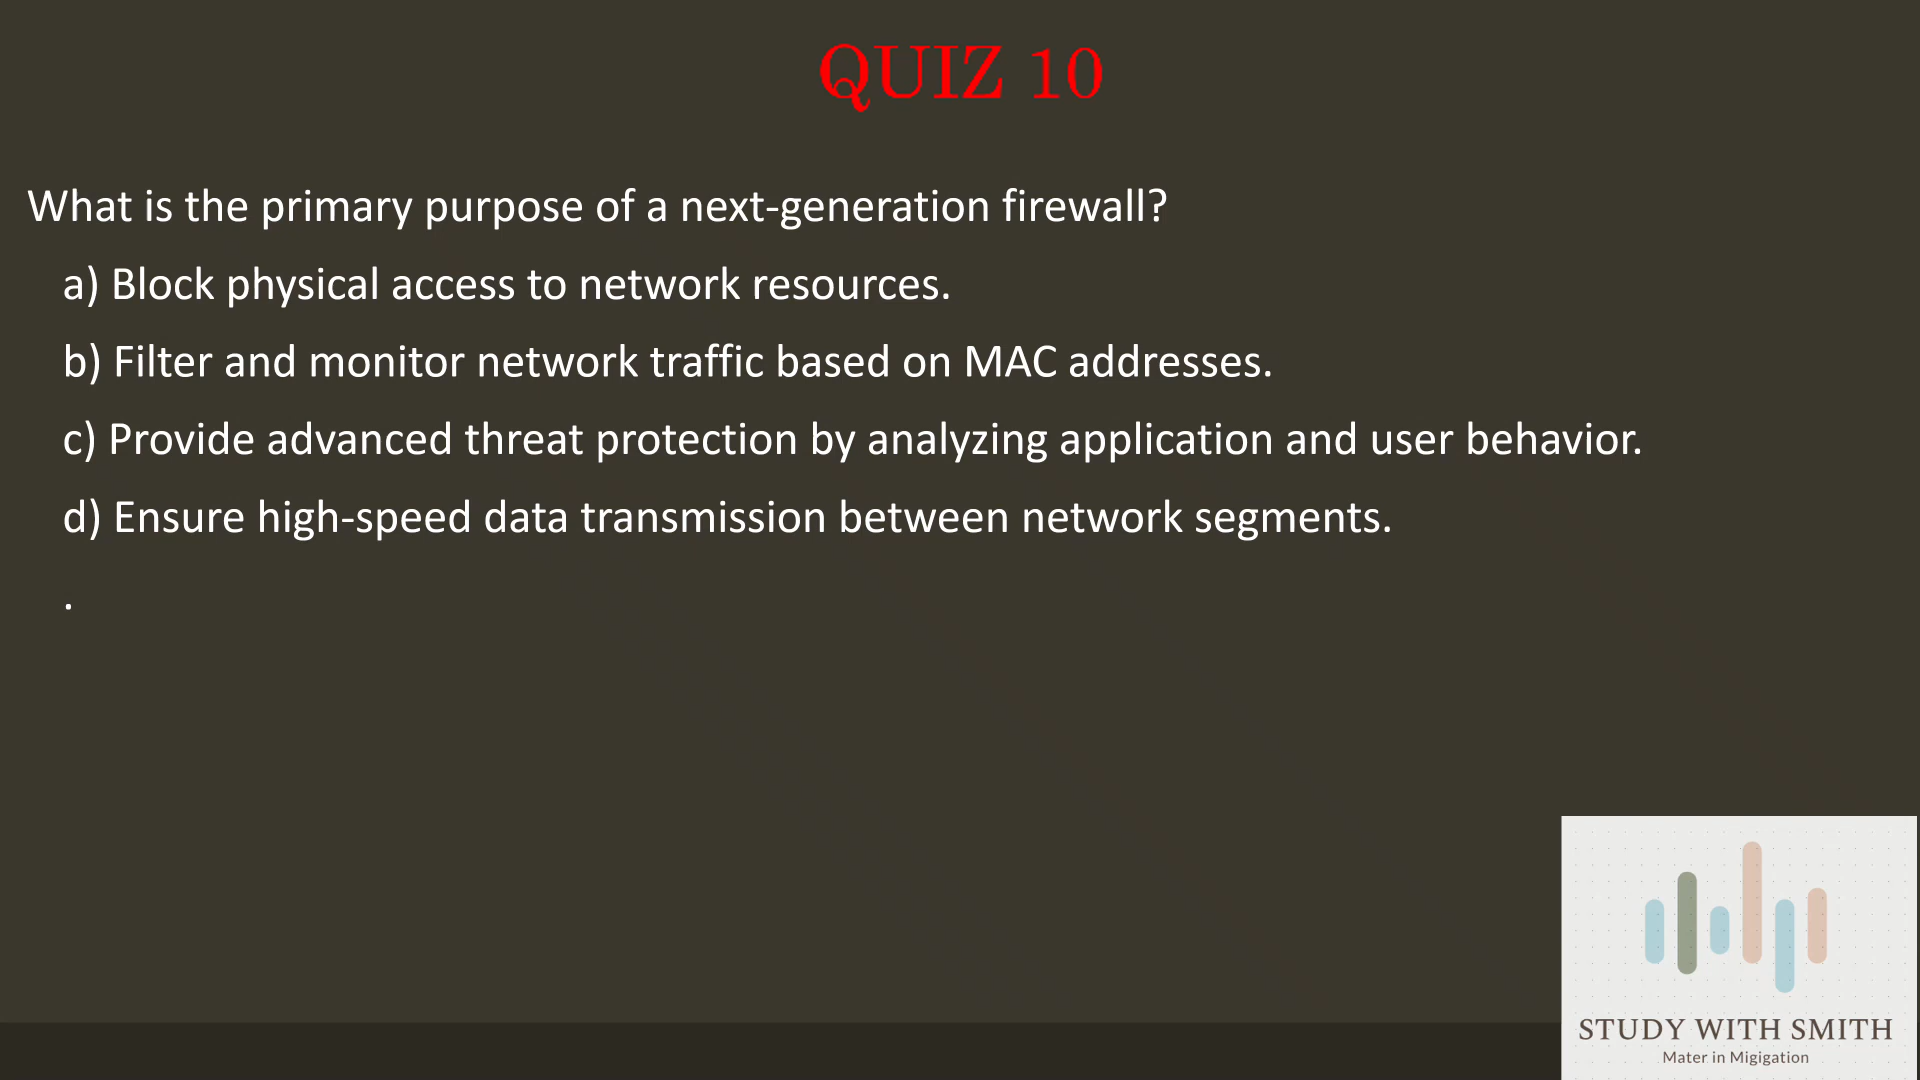 QUIZ 10
What is the primary purpose of a next-generation firewall?
a) Block physical access to network resources.
b) Filter and monitor network traffic based on MAC addresses.
c) Provide advanced threat protection by analyzing application and user behavior.
d) Ensure high-speed data transmission between network segments.
.
STUDY WITH SMITH
Mater in Migigation